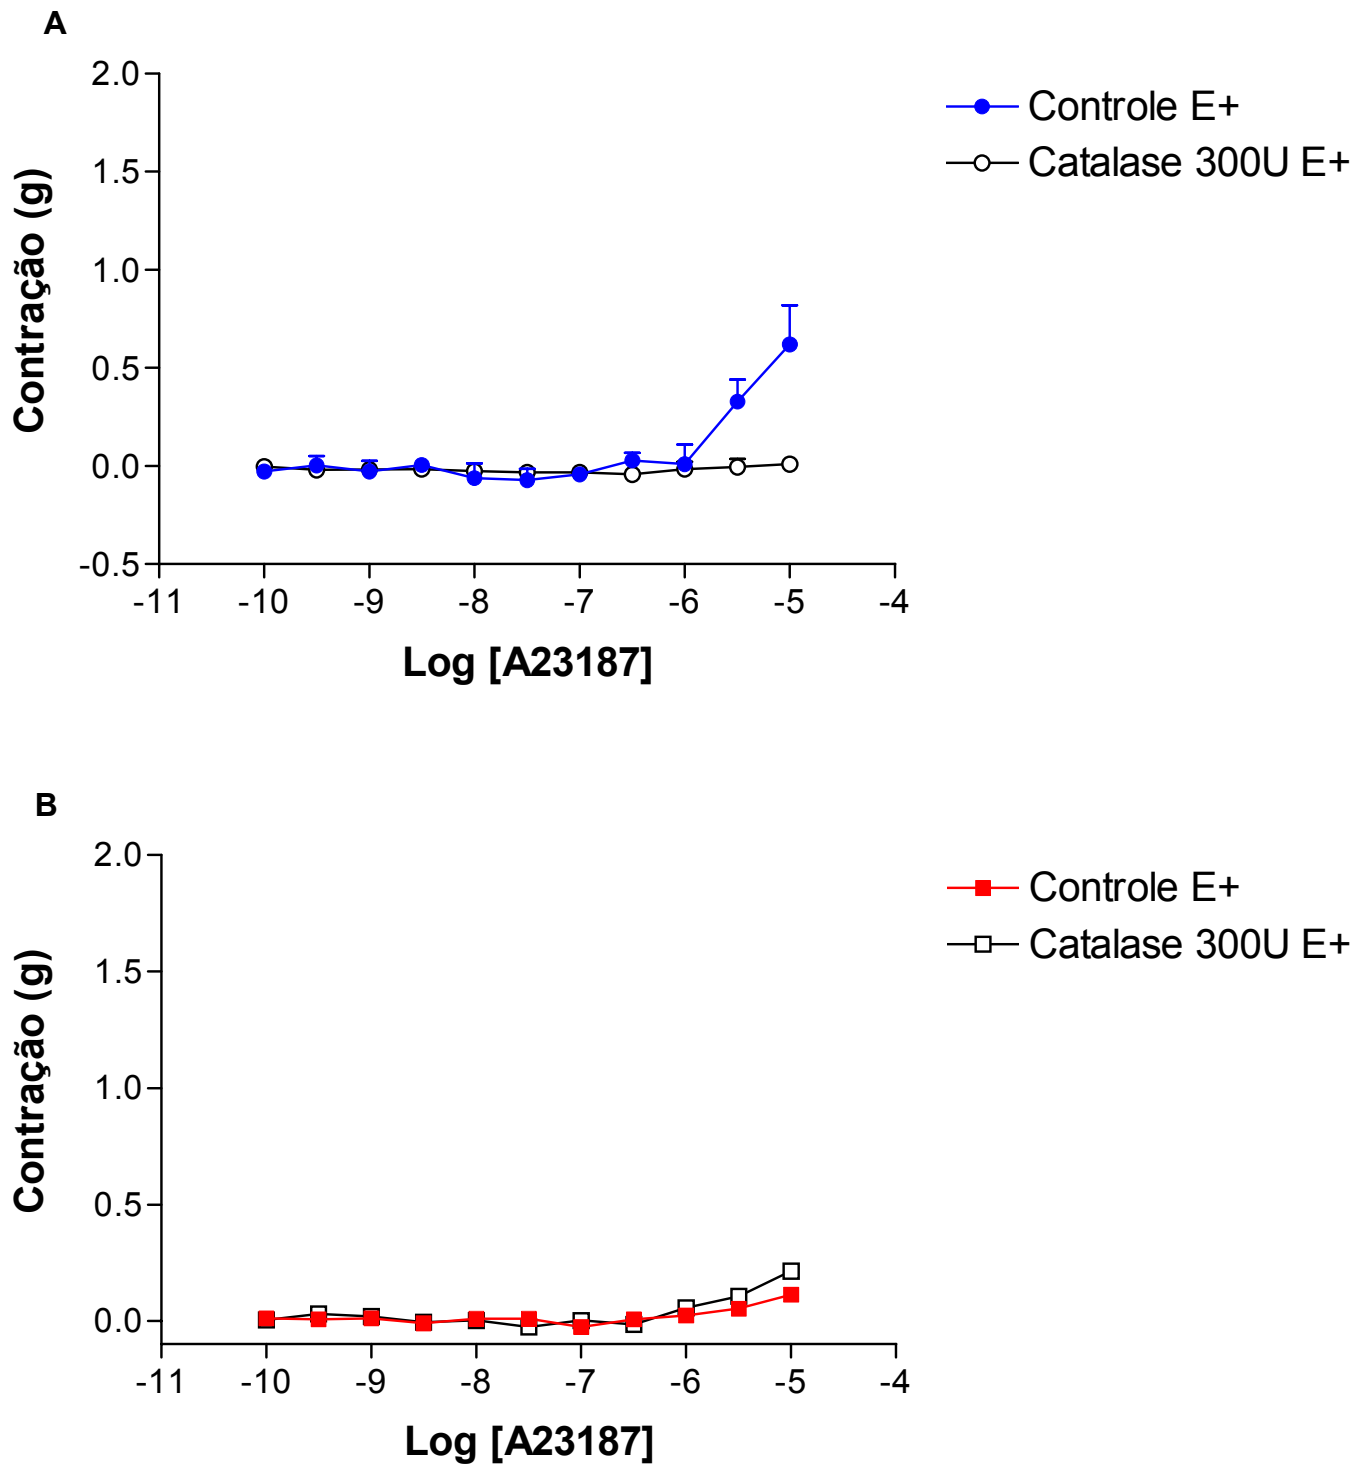 A
2.0
1.5
1.0
0.5
0.0
-0.5
Contração (g)
-11 -10 -9 -8 -7 -6 -5 -4
Log [A23187]
Controle E+
Catalase 300U E+
B
2.0
1.5
1.0
0.5
0.0
Contração (g)
-11 -10 -9 -8 -7 -6 -5 -4
Log [A23187]
Controle E+
Catalase 300U E+